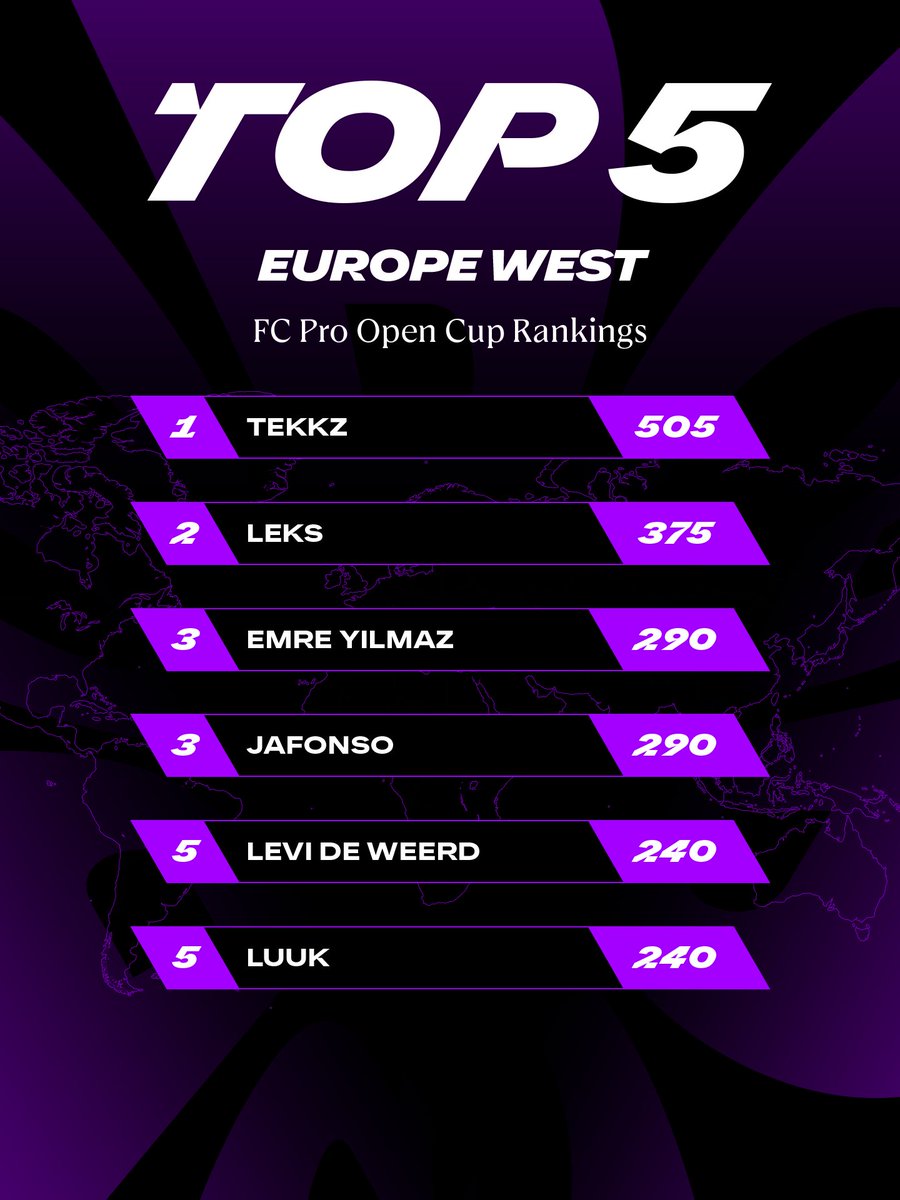 TOP 5
EUROPE WEST
FC Pro Open Cup Rankings
1 TEKKZ 505
2 LEKS 375
3 EMRE YILMAZ 290
3 JAFONSO 290
5 LEVI DE WEERD 240
5 LUUK 240